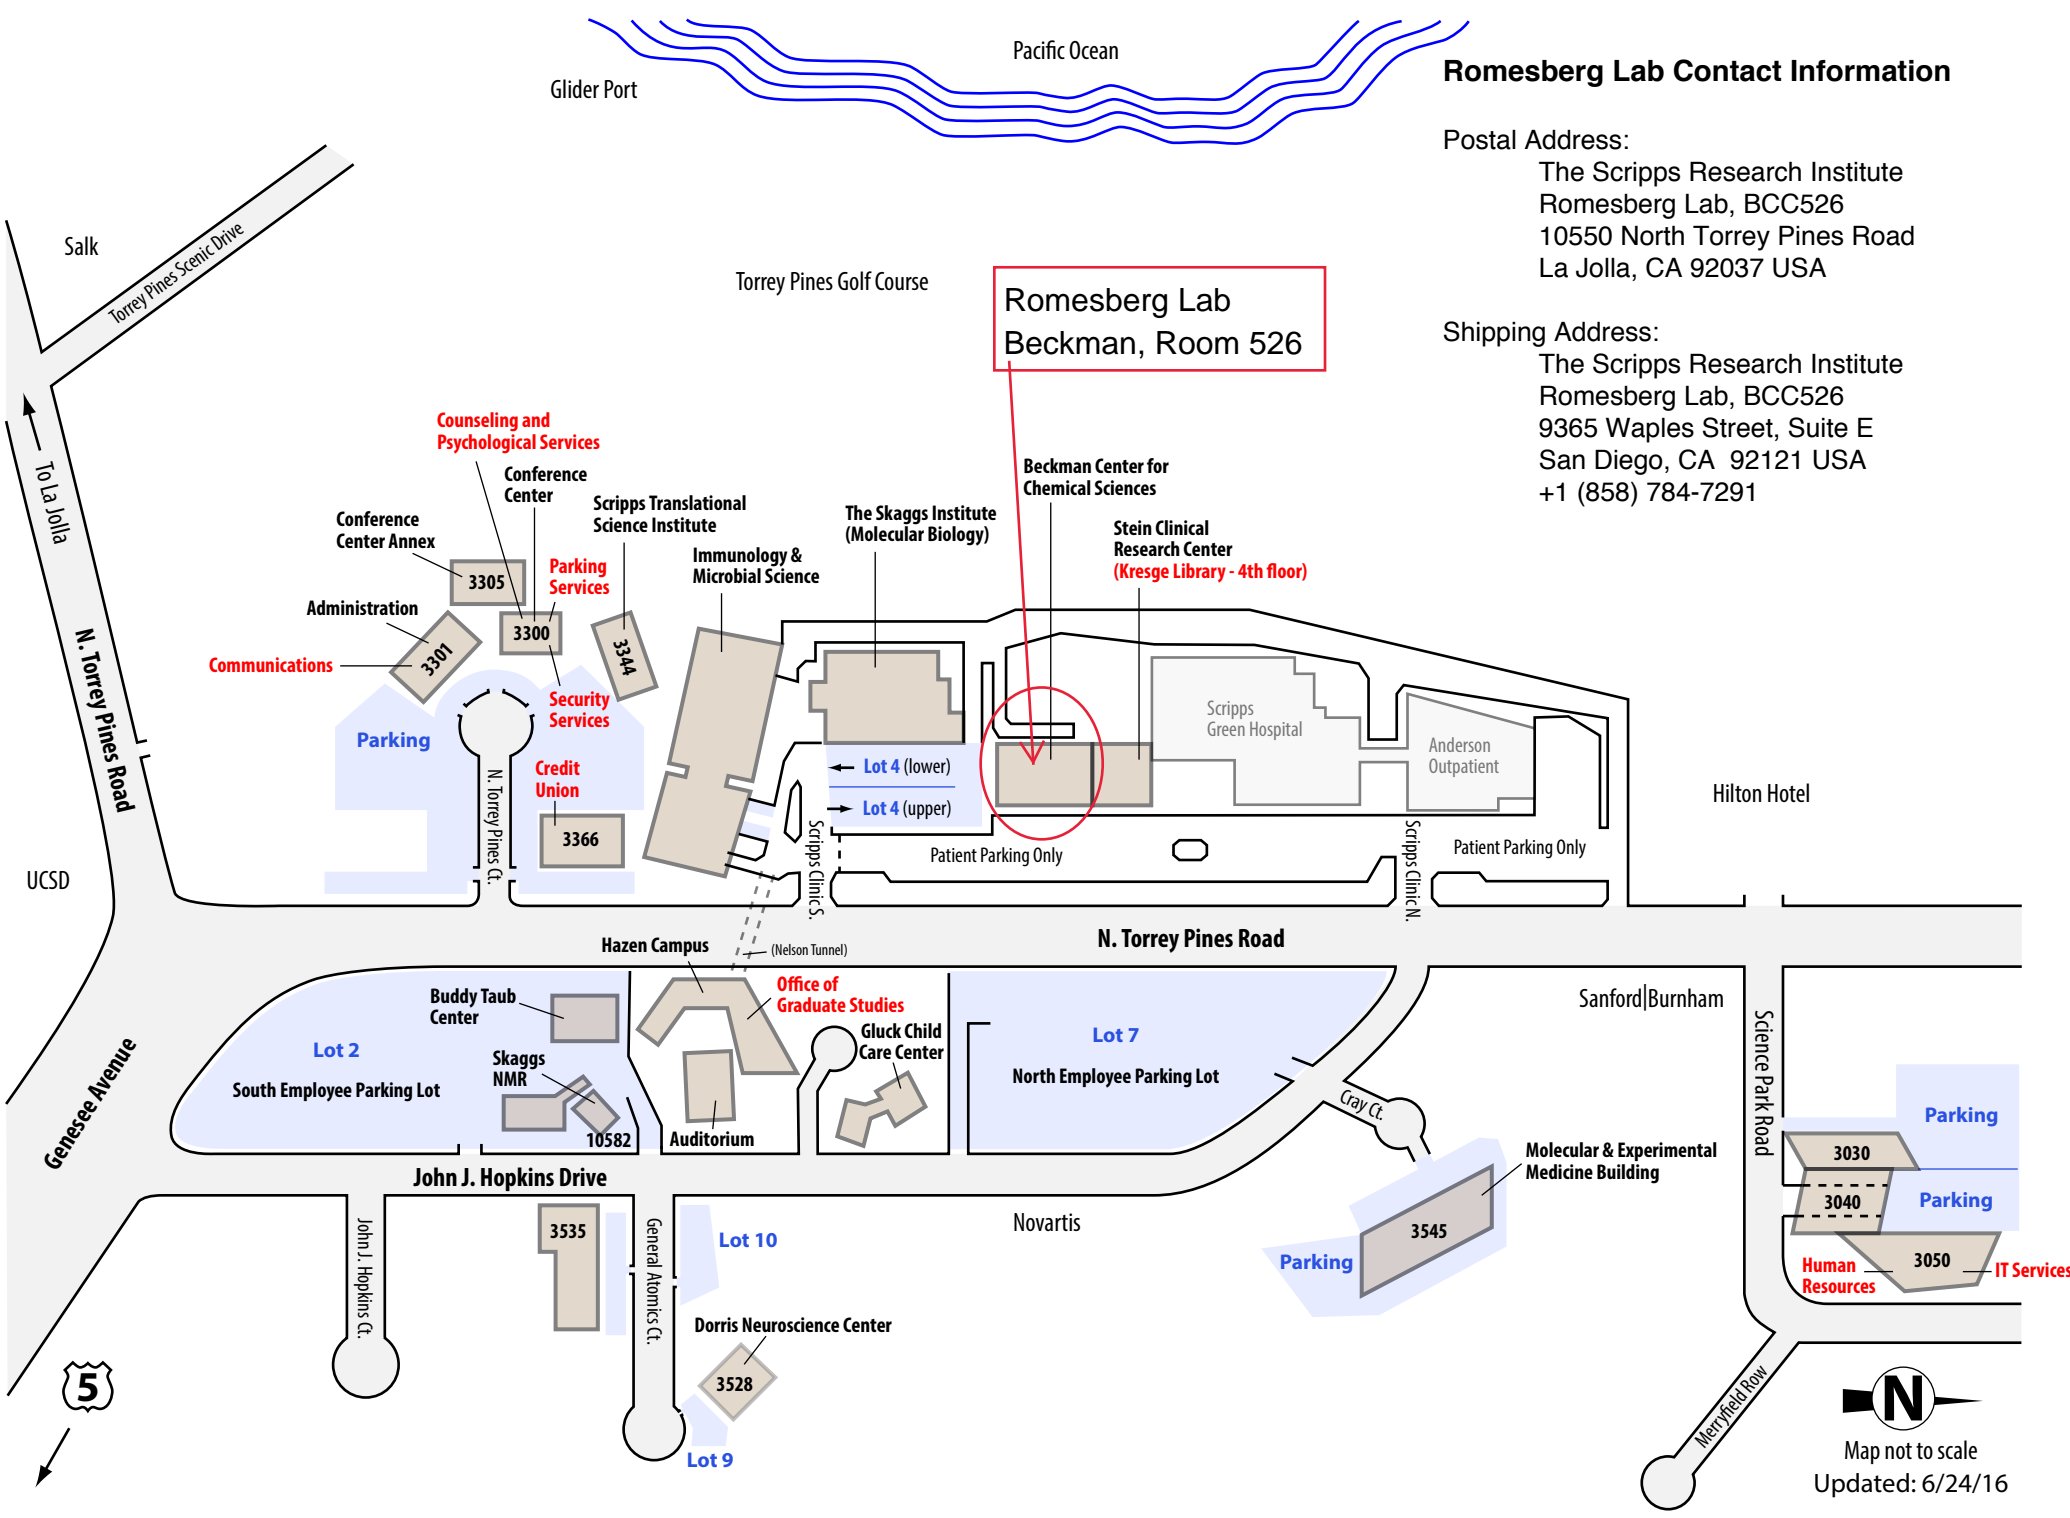 Pacific Ocean
Glider Port
Romesberg Lab Contact Information
Postal Address:
The Scripps Research Institute
Romesberg Lab, BCC526
10550 North Torrey Pines Road
La Jolla, CA 92037 USA
Shipping Address:
The Scripps Research Institute
Romesberg Lab, BCC526
9365 Waples Street, Suite E
San Diego, CA  92121 USA
+1 (858) 784-7291
Salk
Torrey Pines Scenic Drive
Torrey Pines Golf Course
Romesberg Lab
Beckman, Room 526
To La Jolla
N. Torrey Pines Road
Counseling and
Psychological Services
Conference
Center
Conference
Center Annex
Scripps Translational
Science Institute
Immunology &
Microbial Science
The Skaggs Institute
(Molecular Biology)
Beckman Center for
Chemical Sciences
Stein Clinical
Research Center
(Kresge Library - 4th floor)
3305
Parking
Services
Administration
3300
3301
3344
Communications
Security
Services
Parking
Credit
Union
3366
N. Torrey Pines Ct.
Lot 4 (lower)
Lot 4 (upper)
Scripps
Green Hospital
Anderson
Outpatient
Hilton Hotel
Scripps Clinic S.
Patient Parking Only
Scripps Clinic N.
Patient Parking Only
UCSD
N. Torrey Pines Road
Hazen Campus
(Nelson Tunnel)
Office of
Graduate Studies
Buddy Taub
Center
Lot 2
South Employee Parking Lot
Skaggs
NMR
10582
Auditorium
Gluck Child
Care Center
Lot 7
North Employee Parking Lot
Sanford|Burnham
Science Park Road
Cray Ct.
Genesee Avenue
John J. Hopkins Drive
Molecular & Experimental
Medicine Building
3545
Parking
Parking
3030
3040
Parking
3050
Human
Resources
IT Services
John J. Hopkins Ct.
3535
General Atomics Ct.
Lot 10
Novartis
Dorris Neuroscience Center
3528
Lot 9
5
Merryfield Row
N
Map not to scale
Updated: 6/24/16